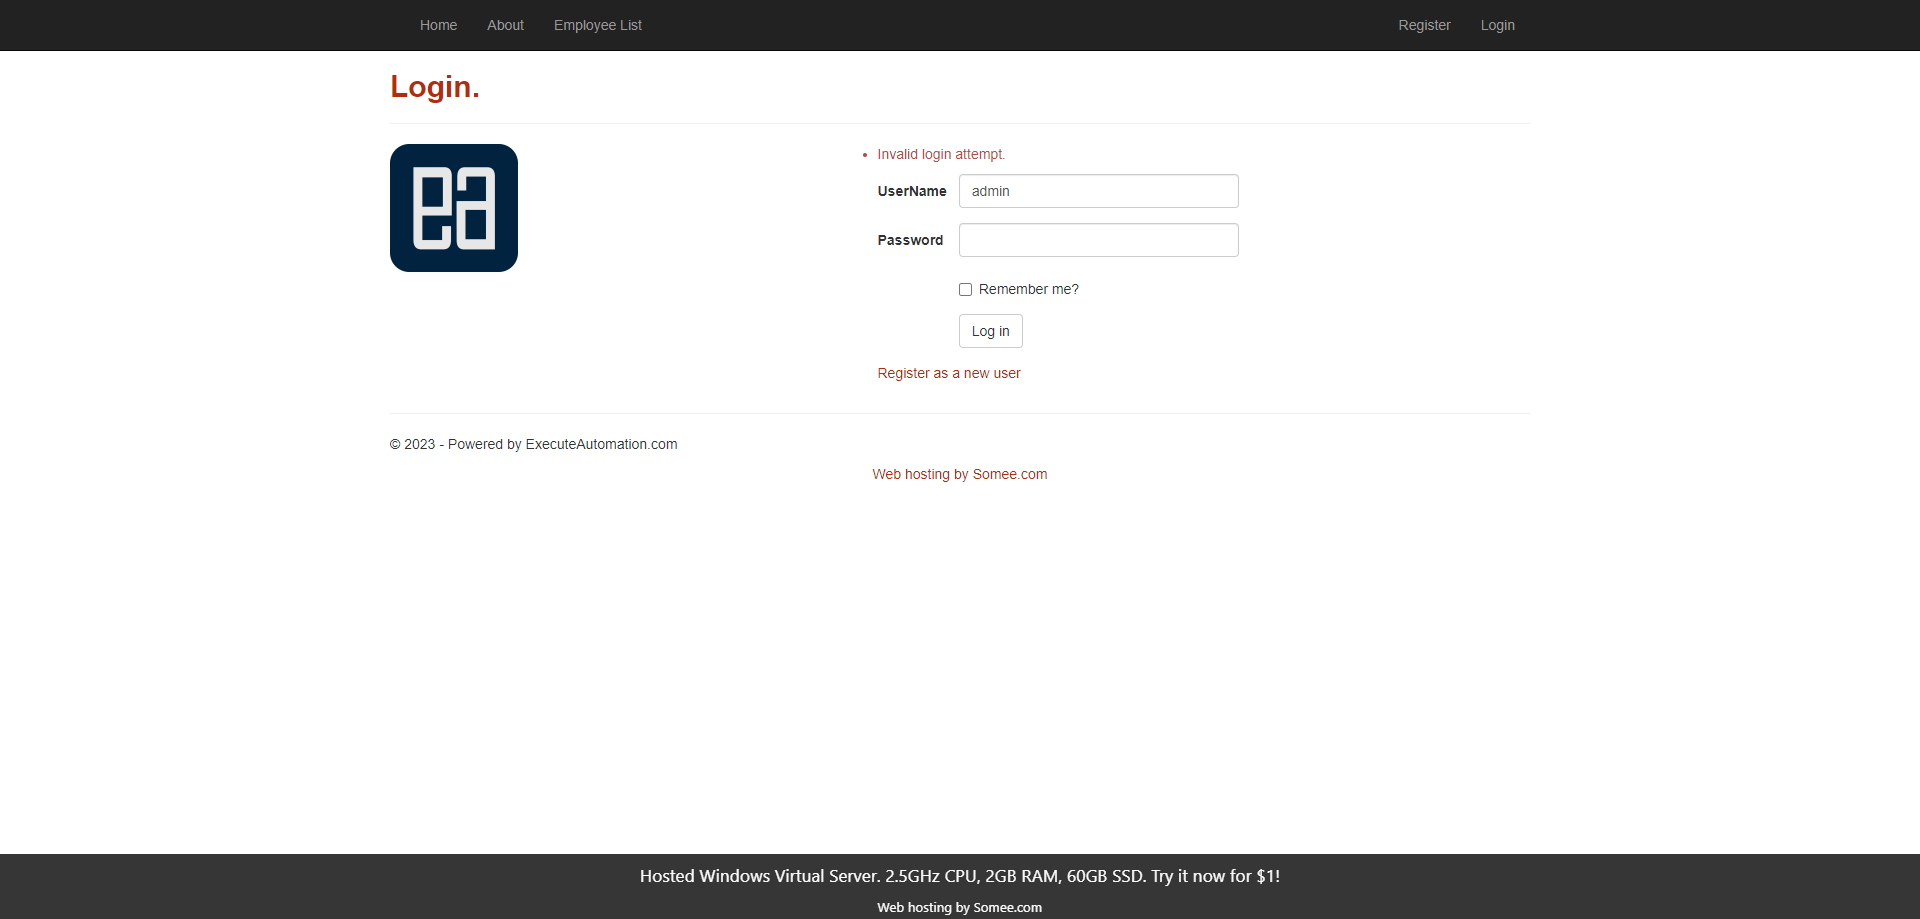 Home About Employee List Register Login
Login.
ea
Invalid login attempt.
UserName admin
Password
Remember me?
Log in
Register as a new user
© 2023 - Powered by ExecuteAutomation.com
Web hosting by Somee.com
Hosted Windows Virtual Server. 2.5GHz CPU, 2GB RAM, 60GB SSD. Try it now for $1!
Web hosting by Somee.com